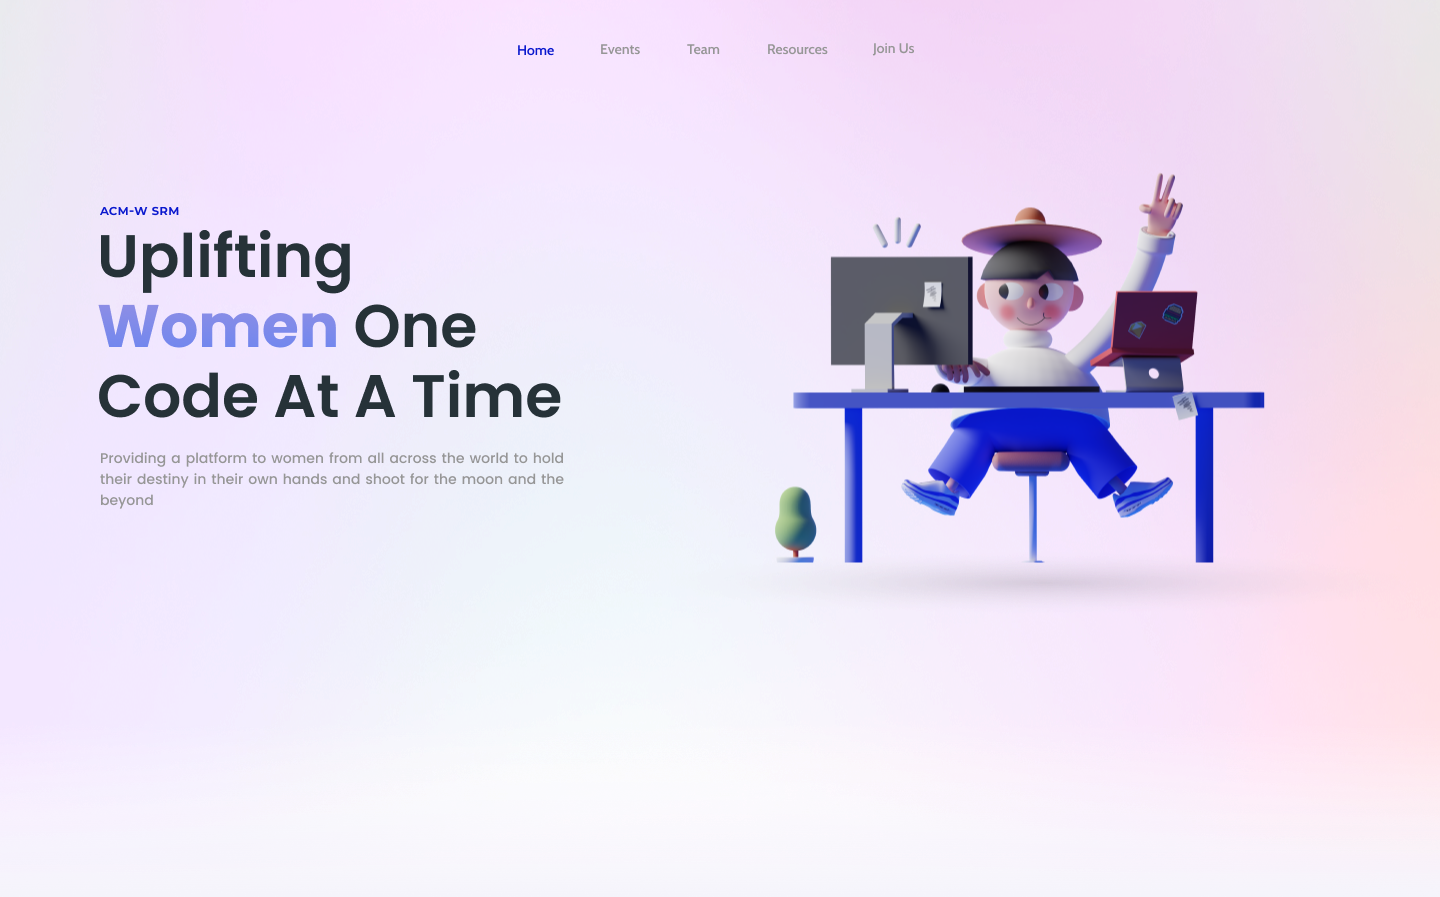 Home Events Team Resources Join Us
ACM-W SRM
Uplifting
Women One
Code At A Time
Providing a platform to women from all across the world to hold
their destiny in their own hands and shoot for the moon and the
beyond